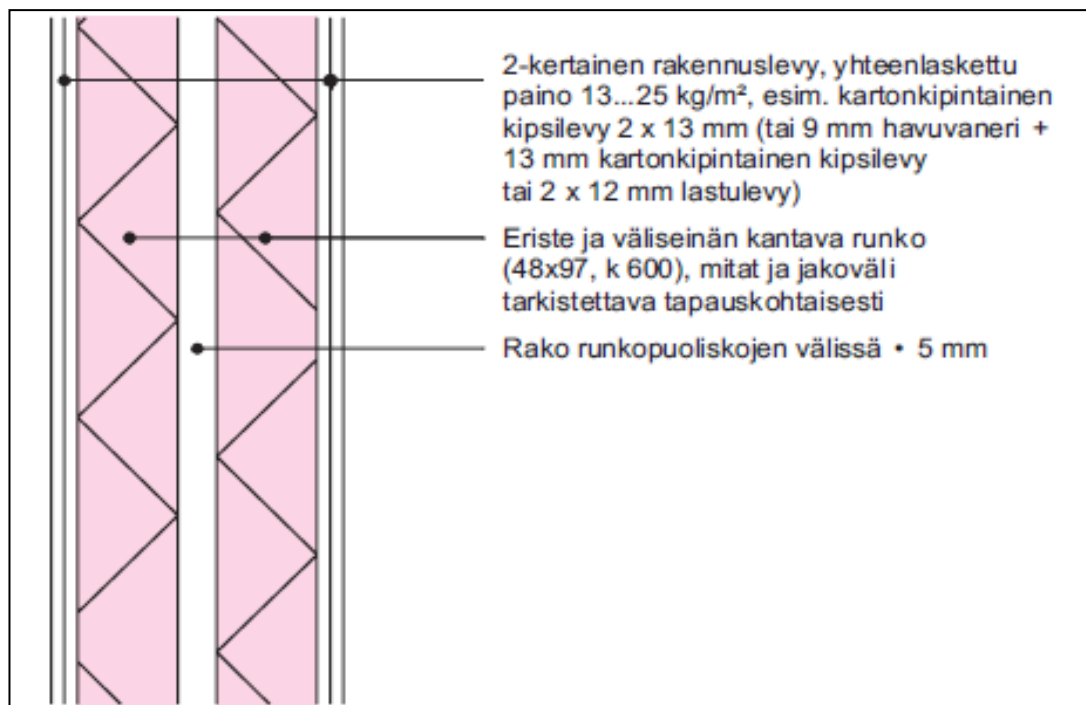 2-kertainen rakennuslevy, yhteenlaskettu
paino 13...25 kg/m², esim. kartonkipintainen
kipsilevy 2 x 13 mm (tai 9 mm havuvaneri +
13 mm kartonkipintainen kipsilevy
tai 2 x 12 mm lastulevy)
Eriste ja väliseinän kantava runko
(48x97, k 600), mitat ja jakoväli
tarkistettava tapauskohtaisesti
Rako runkopuoliskojen välissä • 5 mm